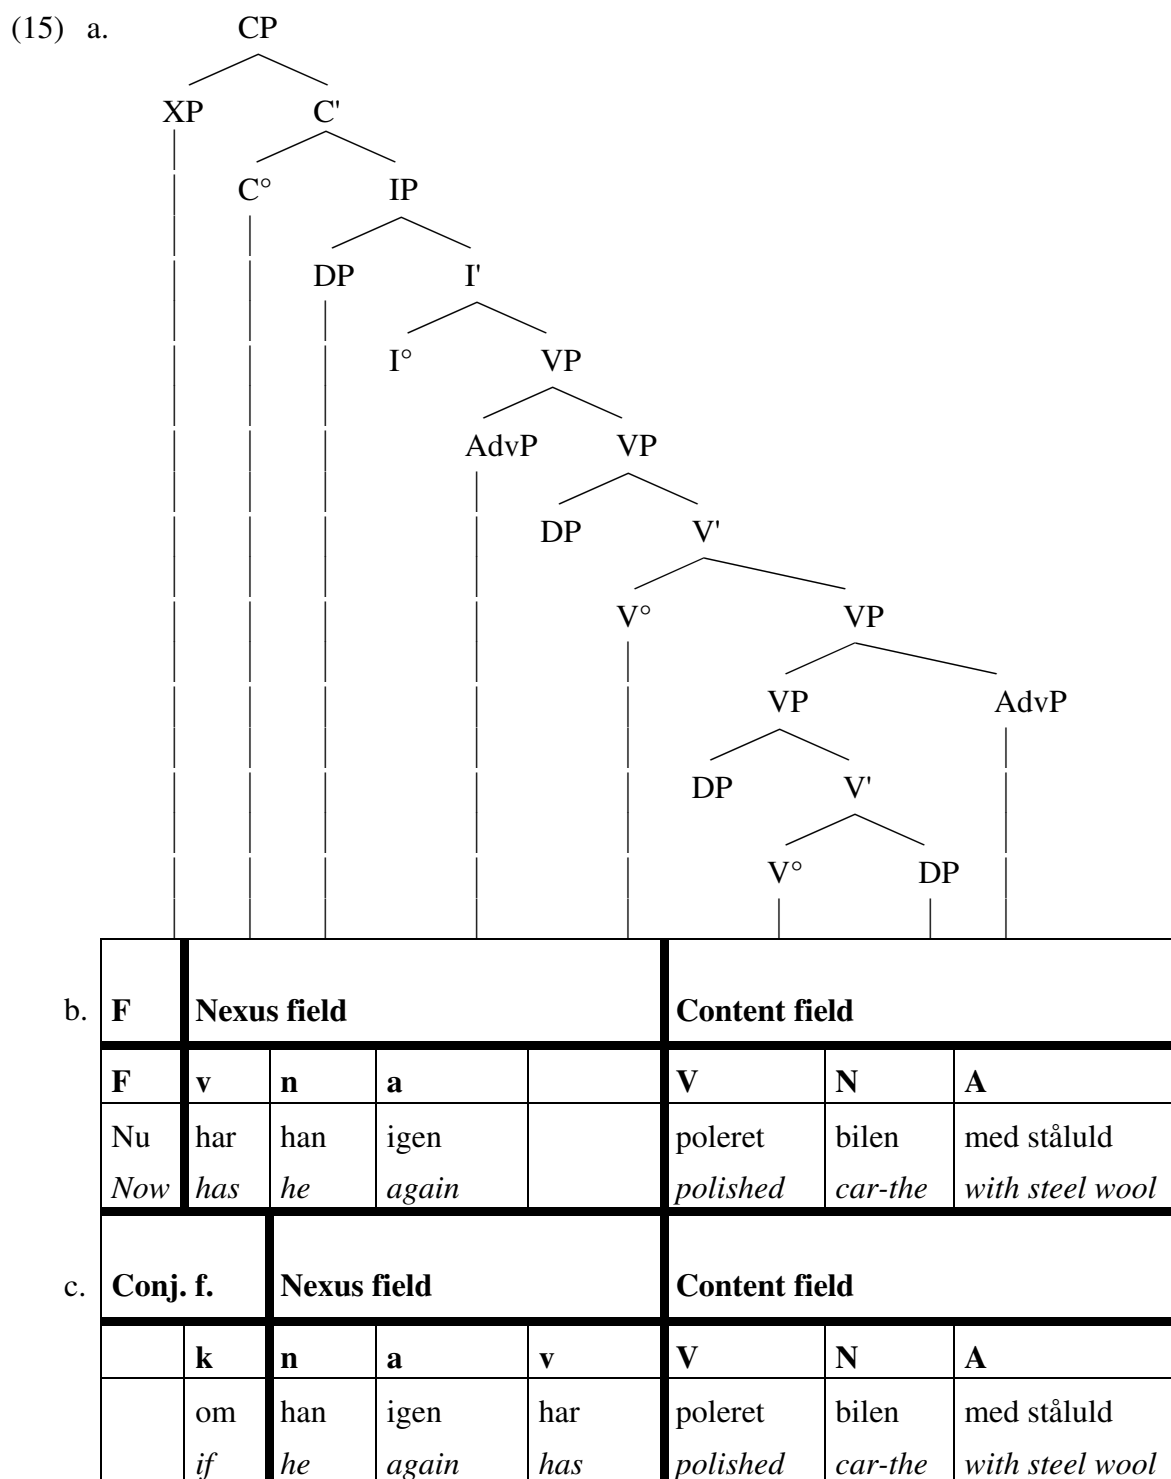 (15) a. CP
XP C'
C° IP
DP I'
I° VP
AdvP VP
DP V'
V° VP
VP AdvP
DP V'
V° DP
b. F Nexus field Content field
F v n a V N A
Nu har han igen poleret bilen med ståluld
Now has he again polished car-the with steel wool
c. Conj. f. Nexus field Content field
k n a v V N A
om han igen har poleret bilen med ståluld
if he again has polished car-the with steel wool